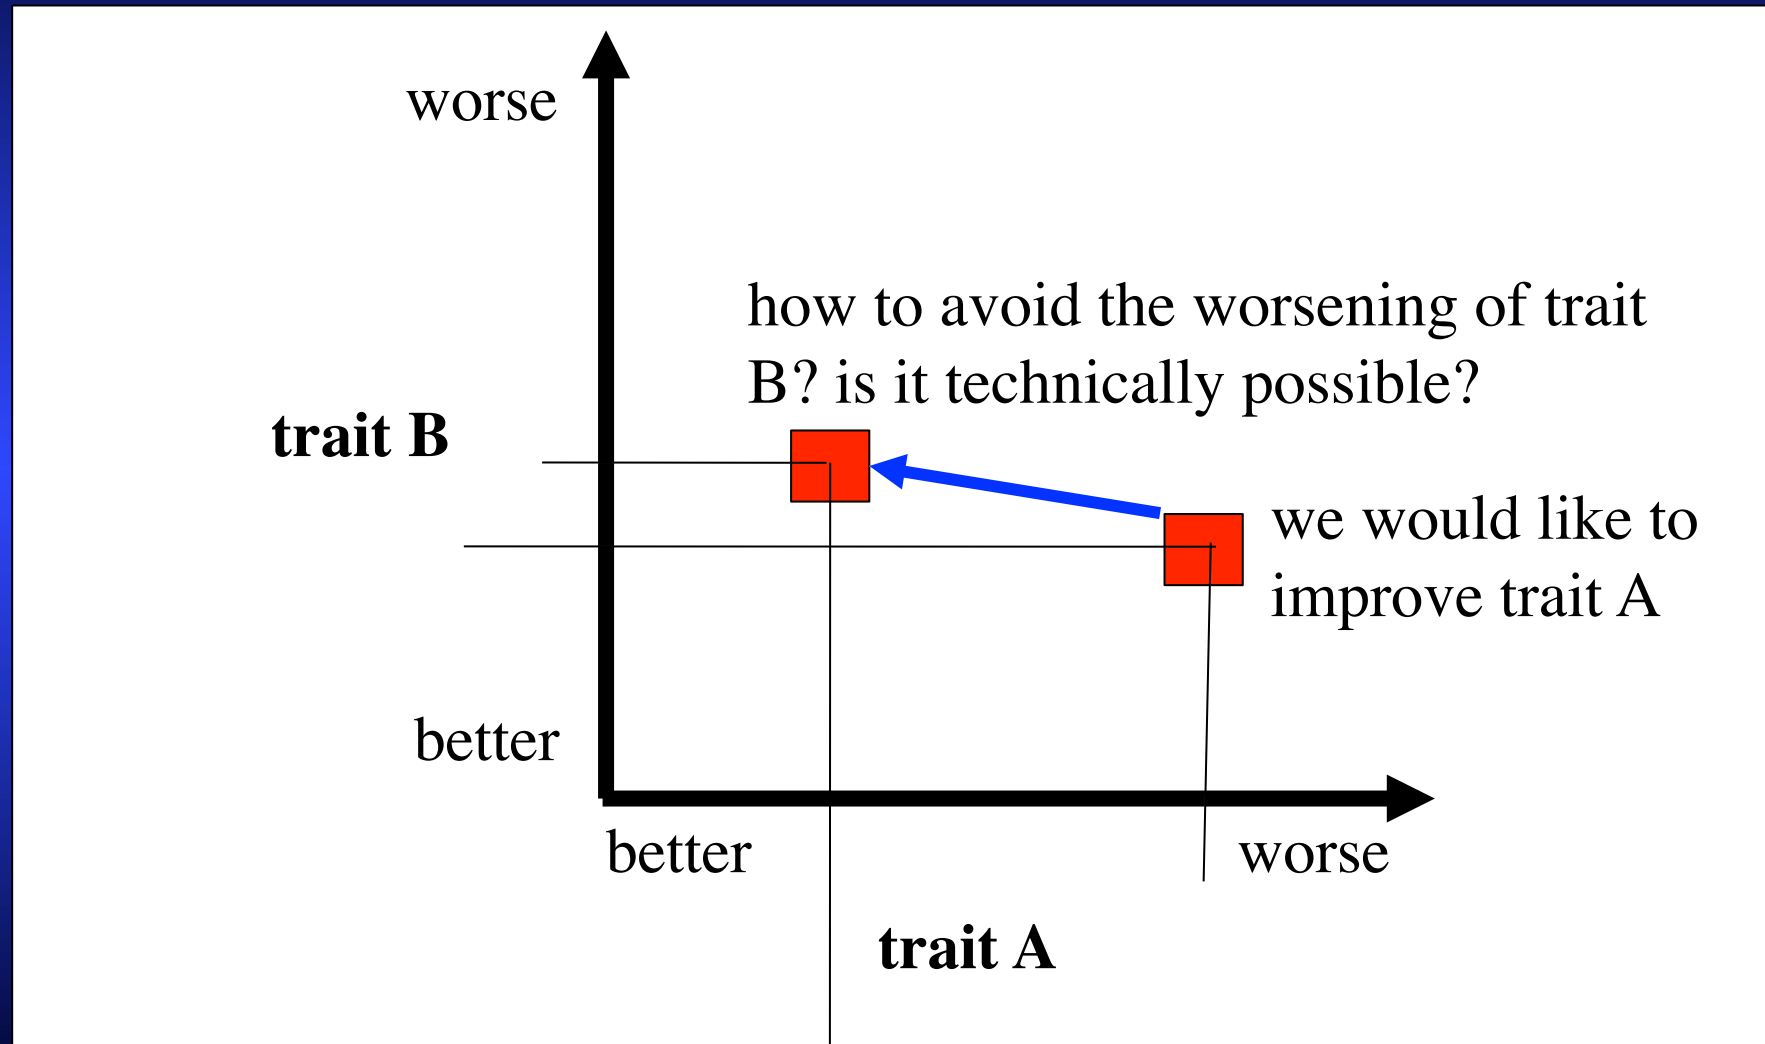 worse
how to avoid the worsening of trait
B? is it technically possible?
trait B
we would like to
improve trait A
better
better
worse
trait A